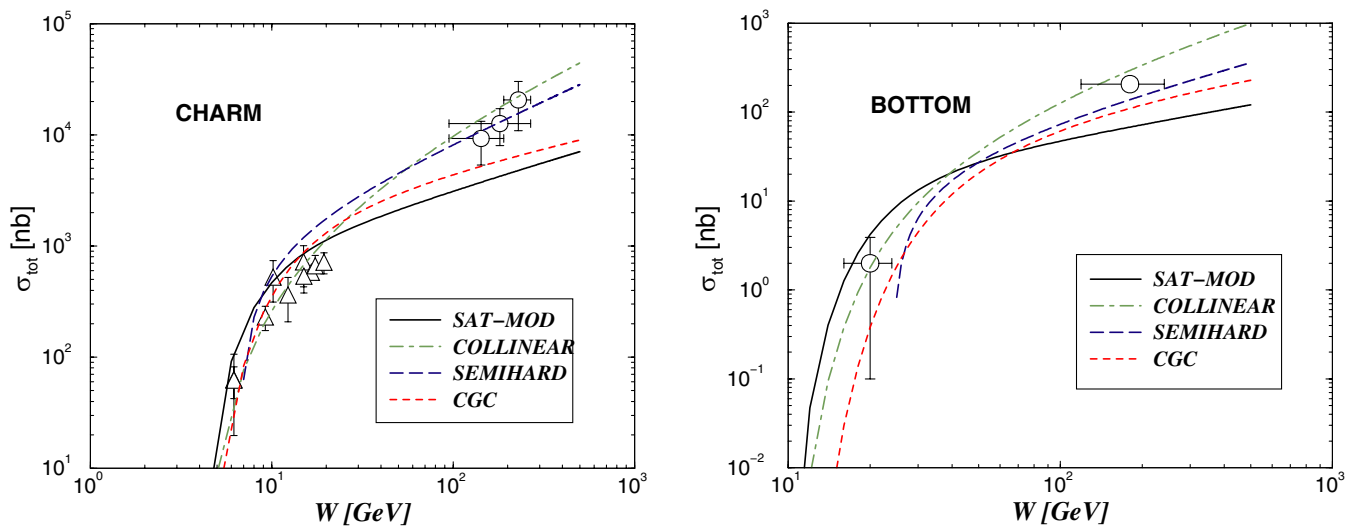 10^5
10^4
10^3
10^2
10^1
σ_tot [nb]
CHARM
SAT–MOD
COLLINEAR
SEMIHARD
CGC
10^0
10^1
10^2
10^3
W [GeV]
10^3
10^2
10^1
10^0
10^−1
10^−2
σ_tot [nb]
BOTTOM
SAT–MOD
COLLINEAR
SEMIHARD
CGC
10^1
10^2
10^3
W [GeV]